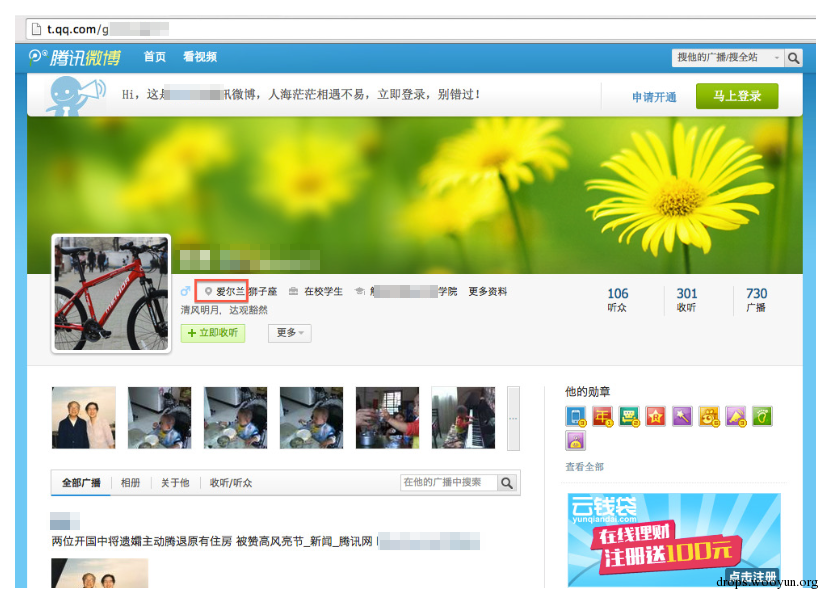 t.qq.com/g
腾讯微博 首页 看视频 搜他的广播/搜全站
Hi，这是 讯微博，人海茫茫相遇不易，立即登录，别错过！ 申请开通 马上登录
爱尔兰 狮子座 在校学生 学院 更多资料
清风明月，达观豁然
106 301 730
听众 收听 广播
+ 立即收听 更多
他的勋章
查看全部
全部广播 相册 关于他 收听/听众 在他的广播中搜索
两位开国中将遗孀主动腾退原有住房 被赞高风亮节_新闻_腾讯网
云钱袋
yunqiandai.com
在线理财
注册送100元
点击注册
drops.wooyun.org